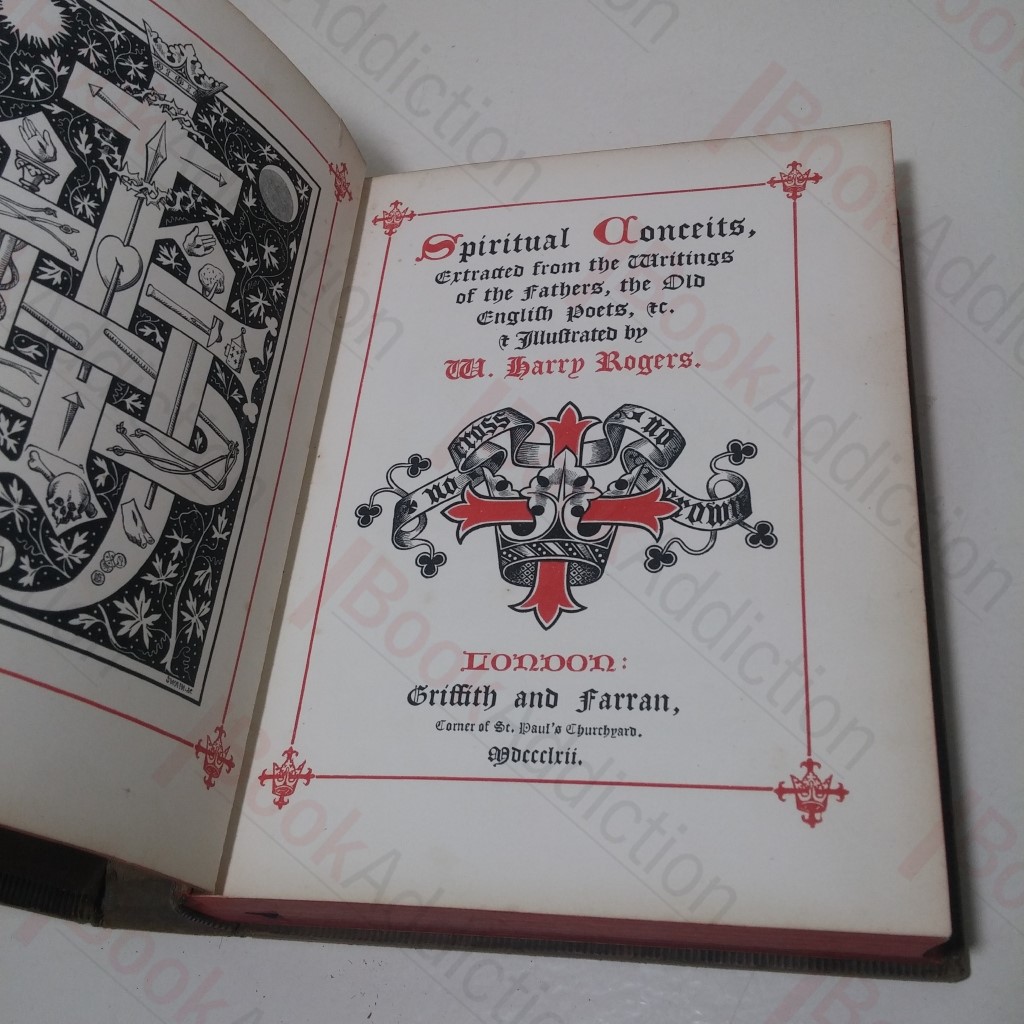 Spiritual Conceits,
Extracted from the Writings
of the Fathers, the Old
English Poets, &c.
& Illustrated by
W. Harry Rogers.
no cross no crown
LONDON:
Griffith and Farran,
Corner of St. Paul's Churchyard.
Mdccclxii.
BookAddiction